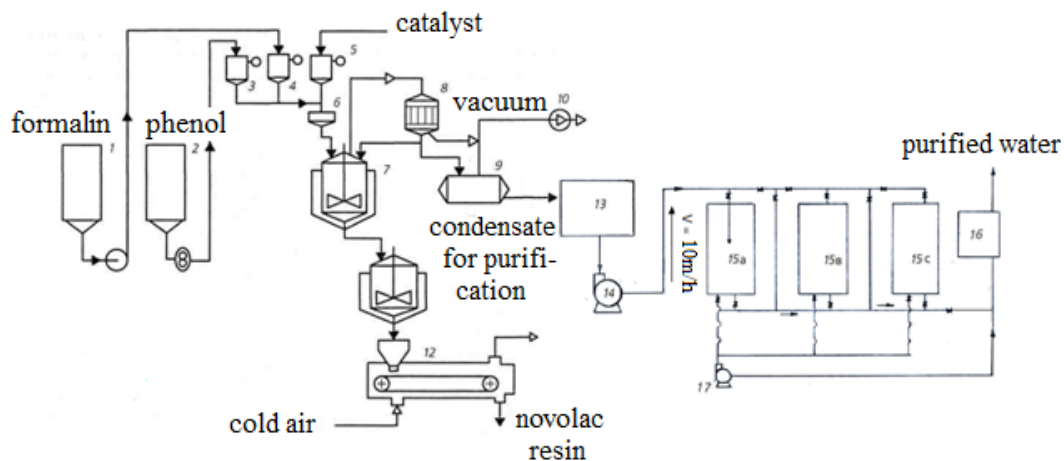 catalyst
5
3
4
formalin
phenol
1
2
6
8
vacuum
10
7
9
condensate
for purifi-
cation
13
14
V = 10m/h
15a
15в
15c
16
purified water
17
12
cold air
novolac
resin